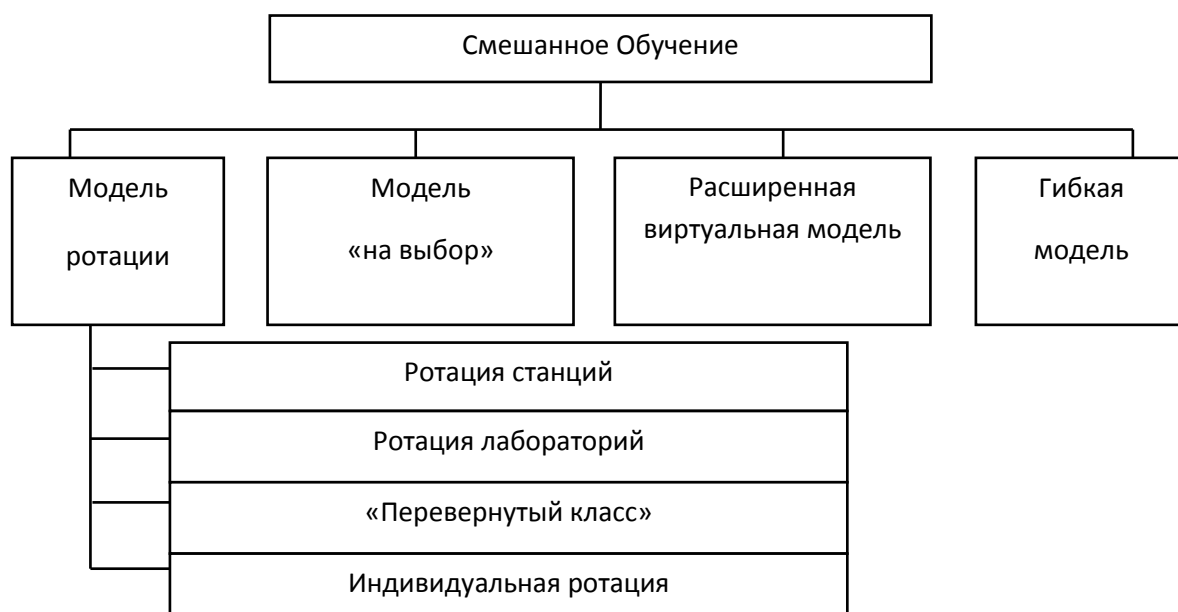 Смешанное Обучение
Модель
ротации
Модель
«на выбор»
Расширенная
виртуальная модель
Гибкая
модель
Ротация станций
Ротация лабораторий
«Перевернутый класс»
Индивидуальная ротация